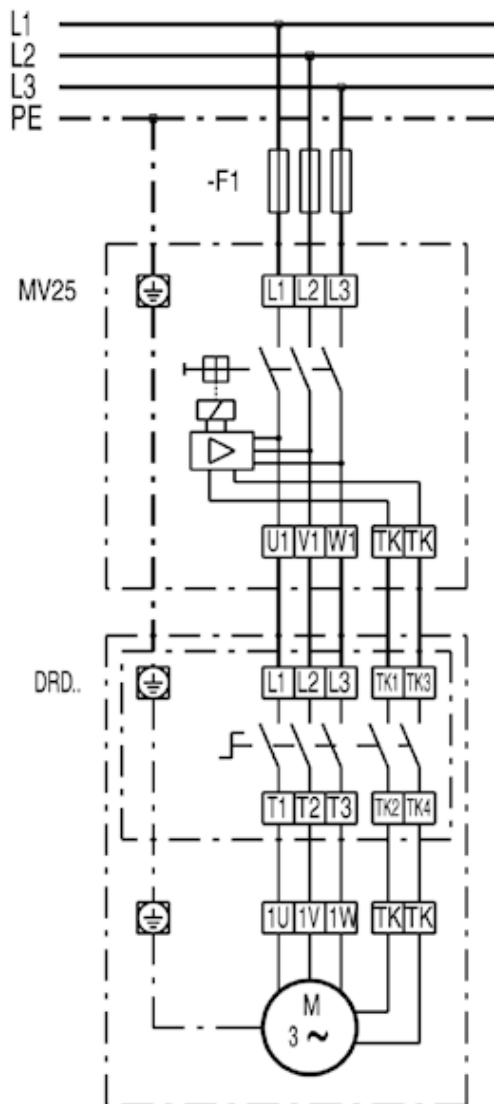 L1
L2
L3
PE
-F1
MV25
L1 L2 L3
U1 V1 W1 TK TK
DRD..
L1 L2 L3 TK1 TK3
T1 T2 T3 TK2 TK4
1U 1V 1W TK TK
M
3 ~